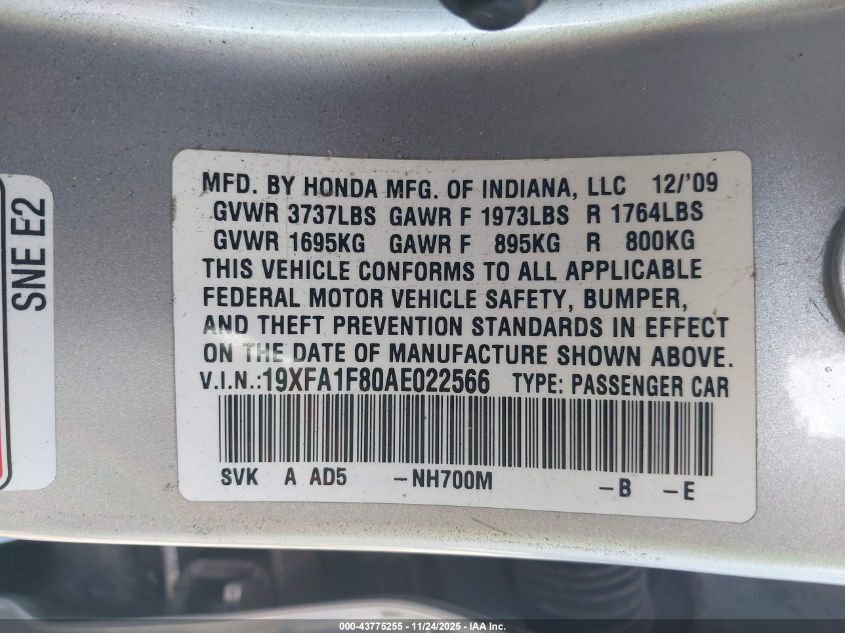 MFD. BY HONDA MFG. OF INDIANA, LLC 12/'09
GVWR 3737LBS GAWR F 1973LBS R 1764LBS
GVWR 1695KG GAWR F 895KG R 800KG
THIS VEHICLE CONFORMS TO ALL APPLICABLE
FEDERAL MOTOR VEHICLE SAFETY, BUMPER,
AND THEFT PREVENTION STANDARDS IN EFFECT
ON THE DATE OF MANUFACTURE SHOWN ABOVE.
V.I.N.:19XFA1F80AE022566 TYPE: PASSENGER CAR
SVK A AD5 -NH700M -B -E
SNE E2
000-43775255 - 11/24/2025 - IAA Inc.